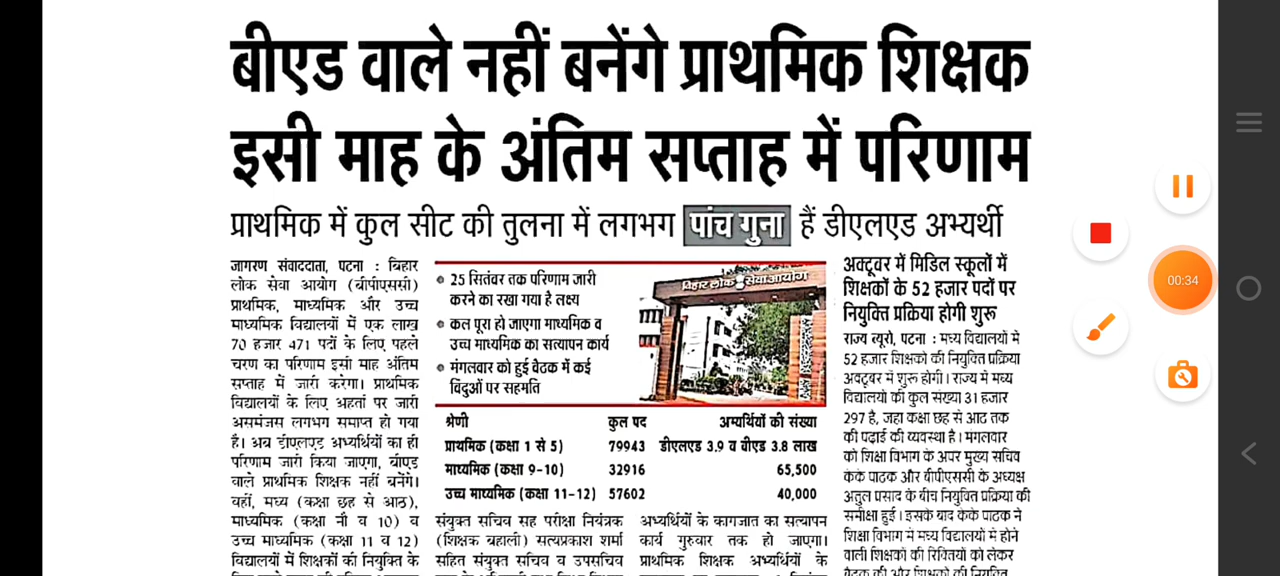 बीएड वाले नहीं बनेंगे प्राथमिक शिक्षक
इसी माह के अंतिम सप्ताह में परिणाम
प्राथमिक में कुल सीट की तुलना में लगभग पांच गुना हैं डीएलएड अभ्यर्थी
जागरण संवाददाता, पटना : बिहार
लोक सेवा आयोग (बीपीएससी)
प्राथमिक, माध्यमिक और उच्च
माध्यमिक विद्यालयों में एक लाख
70 हजार 471 पदों के लिए पहले
चरण का परिणाम इसी माह अंतिम
सप्ताह में जारी करेगा। प्राथमिक
विद्यालयों के लिए अर्हता पर जारी
असमंजस लगभग समाप्त हो गया
है। अब डीएलएड अभ्यर्थियों का ही
परिणाम जारी किया जाएगा, बीएड
वाले प्राथमिक शिक्षक नहीं बनेंगे।
वहीं, मध्य (कक्षा छह से आठ),
माध्यमिक (कक्षा नौ व 10) व
उच्च माध्यमिक (कक्षा 11 व 12)
विद्यालयों में शिक्षकों की नियुक्ति के
25 सितंबर तक परिणाम जारी
करने का रखा गया है लक्ष्य
कल पूरा हो जाएगा माध्यमिक व
उच्च माध्यमिक का सत्यापन कार्य
मंगलवार को हुई बैठक में कई
बिंदुओं पर सहमति
बिहार लोक सेवा आयोग
श्रेणी कुल पद अभ्यर्थियों की संख्या
प्राथमिक (कक्षा 1 से 5) 79943 डीएलएड 3.9 व बीएड 3.8 लाख
माध्यमिक (कक्षा 9-10) 32916 65,500
उच्च माध्यमिक (कक्षा 11-12) 57602 40,000
संयुक्त सचिव सह परीक्षा नियंत्रक
(शिक्षक बहाली) सत्यप्रकाश शर्मा
सहित संयुक्त सचिव व उपसचिव
अभ्यर्थियों के कागजात का सत्यापन
कार्य गुरुवार तक हो जाएगा।
प्राथमिक शिक्षक अभ्यर्थियों के
अक्टूबर में मिडिल स्कूलों में
शिक्षकों के 52 हजार पदों पर
नियुक्ति प्रक्रिया होगी शुरू
राज्य ब्यूरो, पटना : मध्य विद्यालयों में
52 हजार शिक्षकों की नियुक्ति प्रक्रिया
अक्टूबर में शुरू होगी। राज्य में मध्य
विद्यालयों की कुल संख्या 31 हजार
297 है, जहां कक्षा छह से आठ तक
की पढ़ाई की व्यवस्था है। मंगलवार
को शिक्षा विभाग के अपर मुख्य सचिव
केके पाठक और बीपीएससी के अध्यक्ष
अतुल प्रसाद के बीच नियुक्ति प्रक्रिया की
समीक्षा हुई। इसके बाद केके पाठक ने
शिक्षा विभाग में मध्य विद्यालयों में होने
वाली शिक्षकों की रिक्तियों को लेकर
बैठक की और शिक्षकों की नियुक्ति
00:34